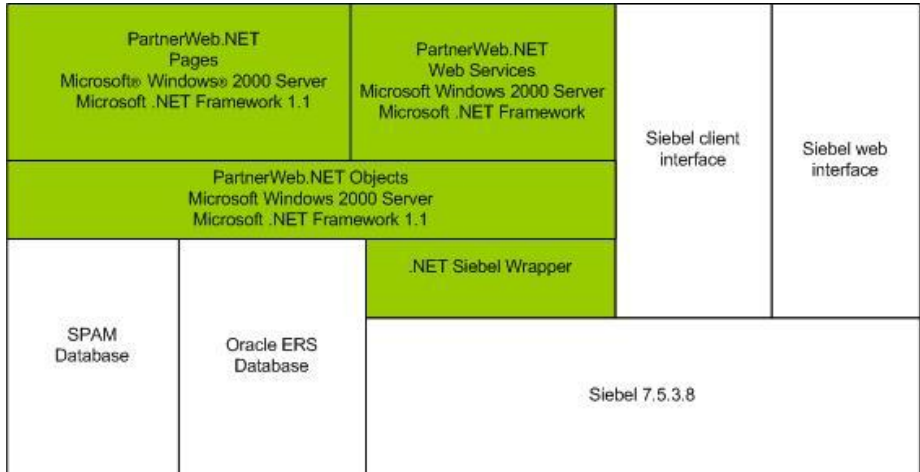 PartnerWeb.NET
Pages
Microsoft® Windows® 2000 Server
Microsoft .NET Framework 1.1
PartnerWeb.NET
Web Services
Microsoft Windows 2000 Server
Microsoft .NET Framework
Siebel client
interface
Siebel web
interface
PartnerWeb.NET Objects
Microsoft Windows 2000 Server
Microsoft .NET Framework 1.1
.NET Siebel Wrapper
SPAM
Database
Oracle ERS
Database
Siebel 7.5.3.8